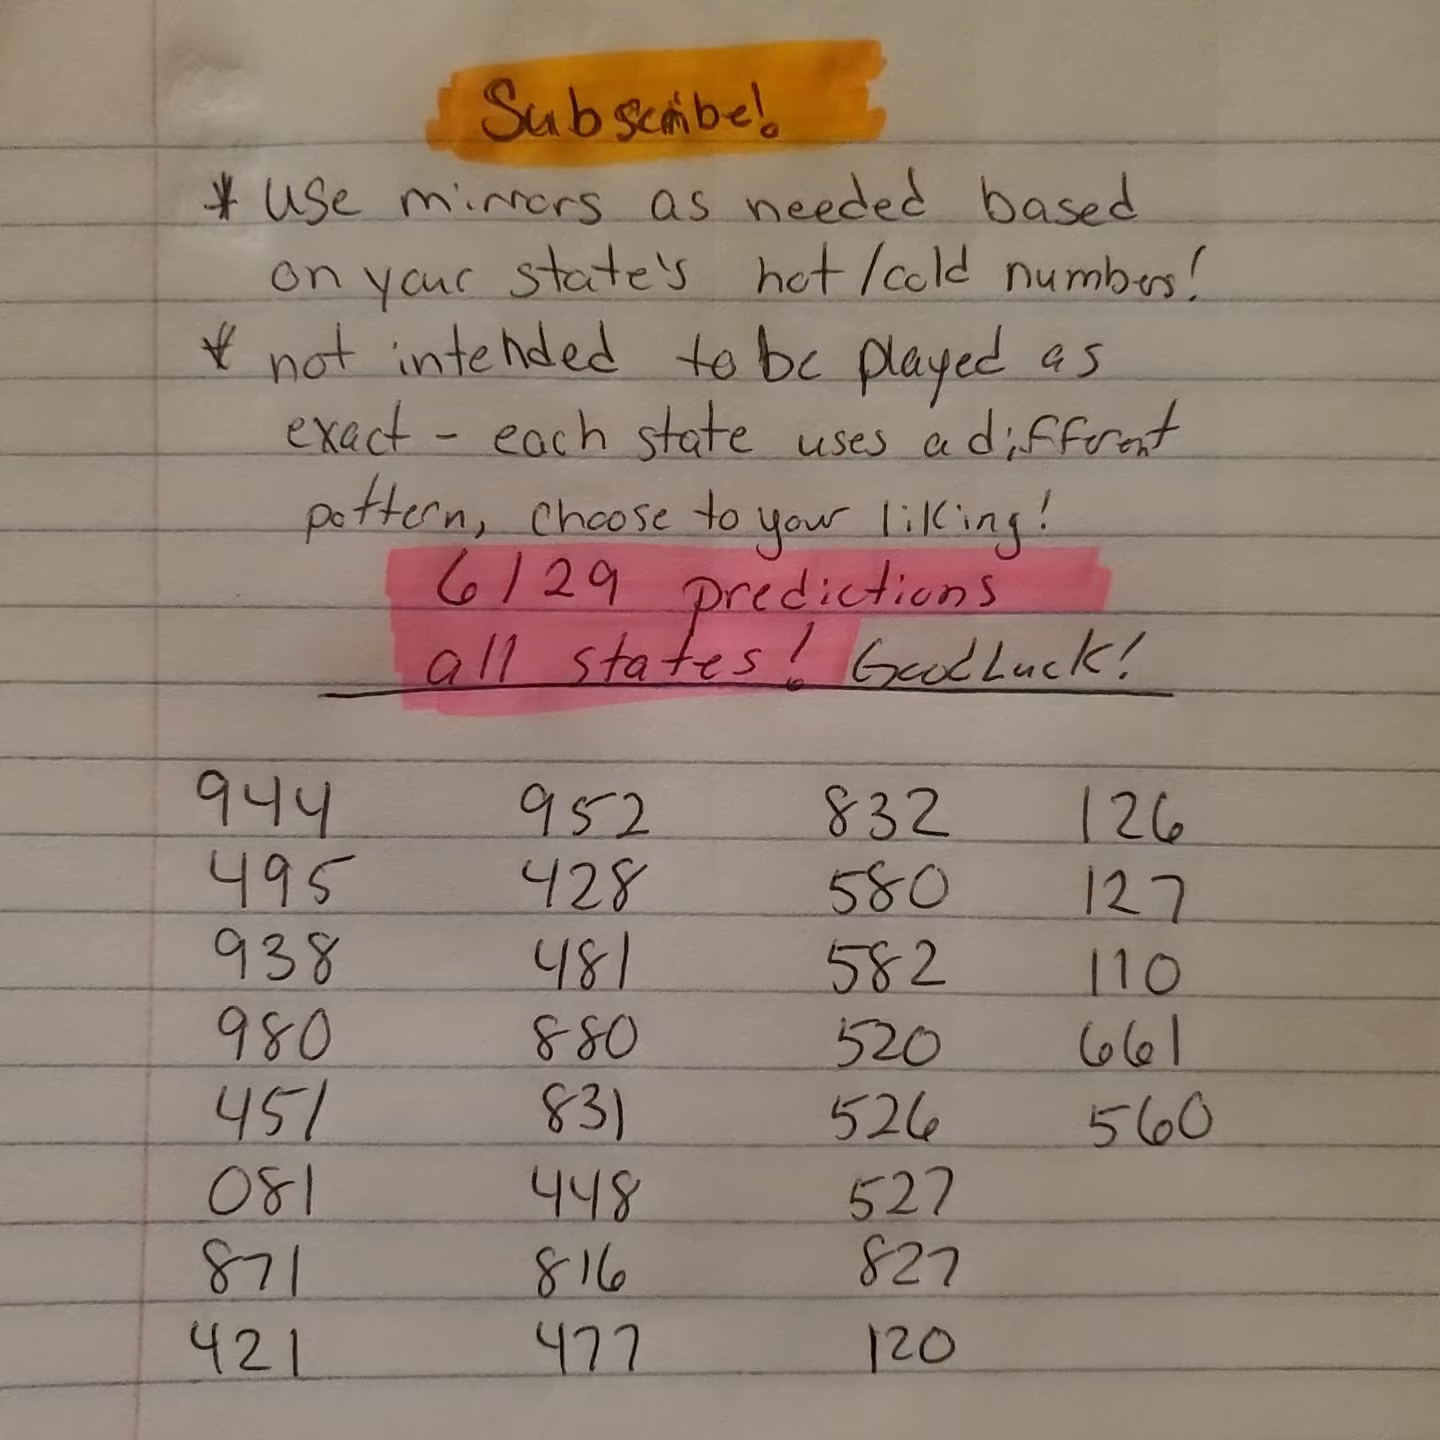 Subscribe!
* Use mirrors as needed based
on your state's hot/cold numbers!
* not intended to be played as
exact - each state uses a different
pattern, choose to your liking!
6/29 predictions
all states! Good Luck!
944 952 832 126
495 428 580 127
938 481 582 110
980 880 520 661
451 831 526 560
081 448 527
871 816 827
421 477 120